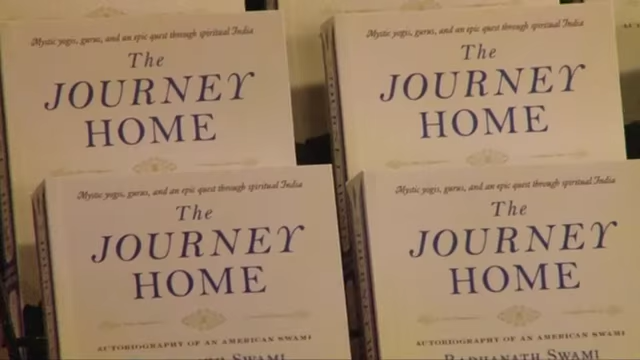 Mystic yogis, gurus, and an epic quest through spiritual India
The
JOURNEY
HOME
Mystic yogis, gurus, and an epic quest through spiritual India
The
JOURNEY
HOME
Mystic yogis, gurus, and an epic quest through spiritual India
The
JOURNEY
HOME
AUTOBIOGRAPHY OF AN AMERICAN SWAMI
SWAMI
Mystic yogis, gurus, and an epic quest through spiritual India
The
JOURNEY
HOME
AUTOBIOGRAPHY OF AN AMERICAN SWAMI
RADHANATH SWAMI